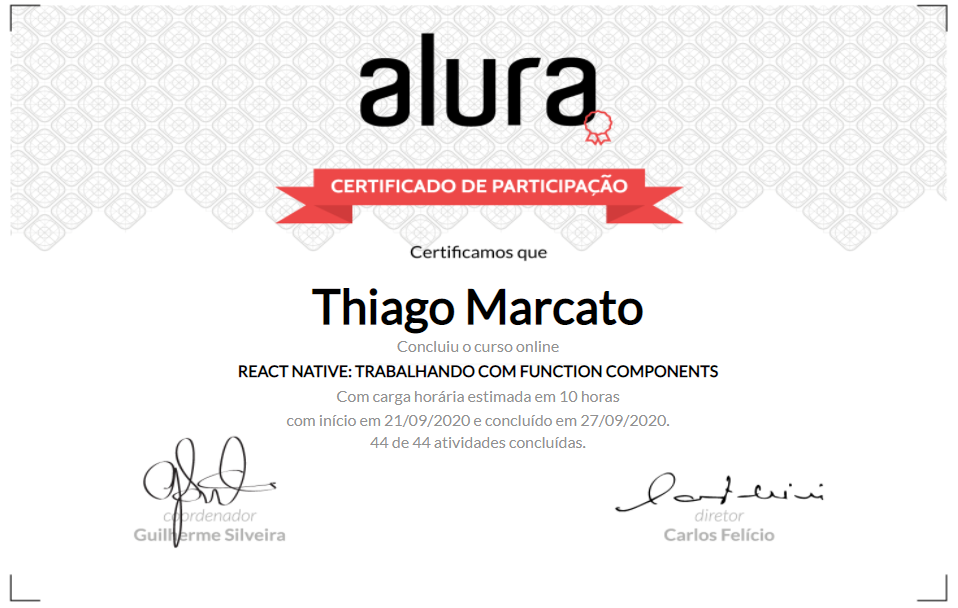 alura
CERTIFICADO DE PARTICIPAÇÃO
Certificamos que
Thiago Marcato
Concluiu o curso online
REACT NATIVE: TRABALHANDO COM FUNCTION COMPONENTS
Com carga horária estimada em 10 horas
com início em 21/09/2020 e concluído em 27/09/2020.
44 de 44 atividades concluídas.
coordenador
Guilherme Silveira
diretor
Carlos Felício